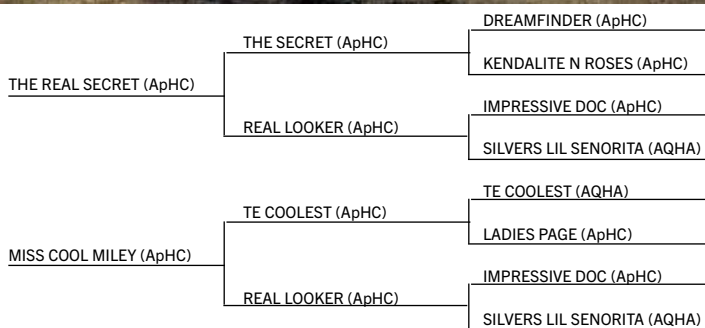 DREAMFINDER (ApHC)
THE SECRET (ApHC)
KENDALITE N ROSES (ApHC)
THE REAL SECRET (ApHC)
IMPRESSIVE DOC (ApHC)
REAL LOOKER (ApHC)
SILVERS LIL SENORITA (AQHA)
TE COOLEST (AQHA)
TE COOLEST (ApHC)
LADIES PAGE (ApHC)
MISS COOL MILEY (ApHC)
IMPRESSIVE DOC (ApHC)
REAL LOOKER (ApHC)
SILVERS LIL SENORITA (AQHA)